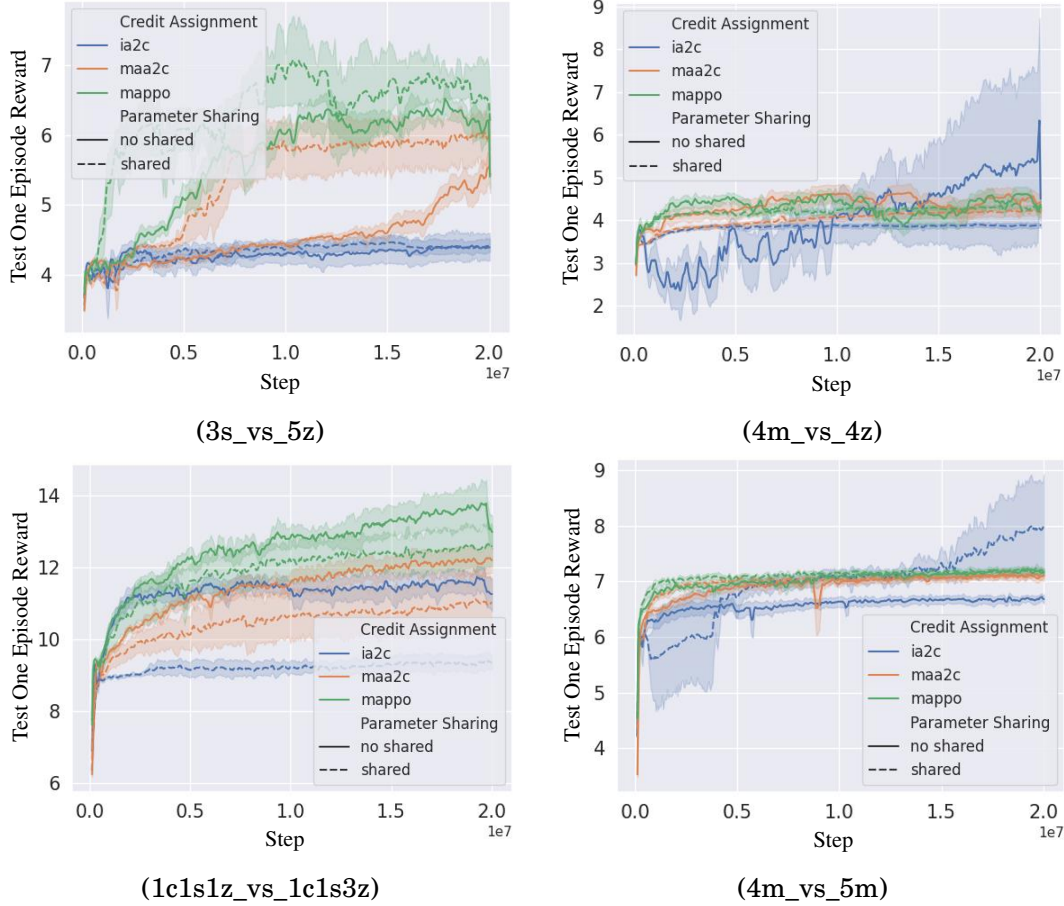 Test One Episode Reward
7
6
5
4
Credit Assignment
ia2c
maa2c
mappo
Parameter Sharing
no shared
shared
0.0
0.5
1.0
1.5
2.0
1e7
Step
(3s_vs_5z)
Test One Episode Reward
9
8
7
6
5
4
3
2
Credit Assignment
ia2c
maa2c
mappo
Parameter Sharing
no shared
shared
0.0
0.5
1.0
1.5
2.0
1e7
Step
(4m_vs_4z)
Test One Episode Reward
14
12
10
8
6
Credit Assignment
ia2c
maa2c
mappo
Parameter Sharing
no shared
shared
0.0
0.5
1.0
1.5
2.0
1e7
Step
(1c1s1z_vs_1c1s3z)
Test One Episode Reward
9
8
7
6
5
4
Credit Assignment
ia2c
maa2c
mappo
Parameter Sharing
no shared
shared
0.0
0.5
1.0
1.5
2.0
1e7
Step
(4m_vs_5m)